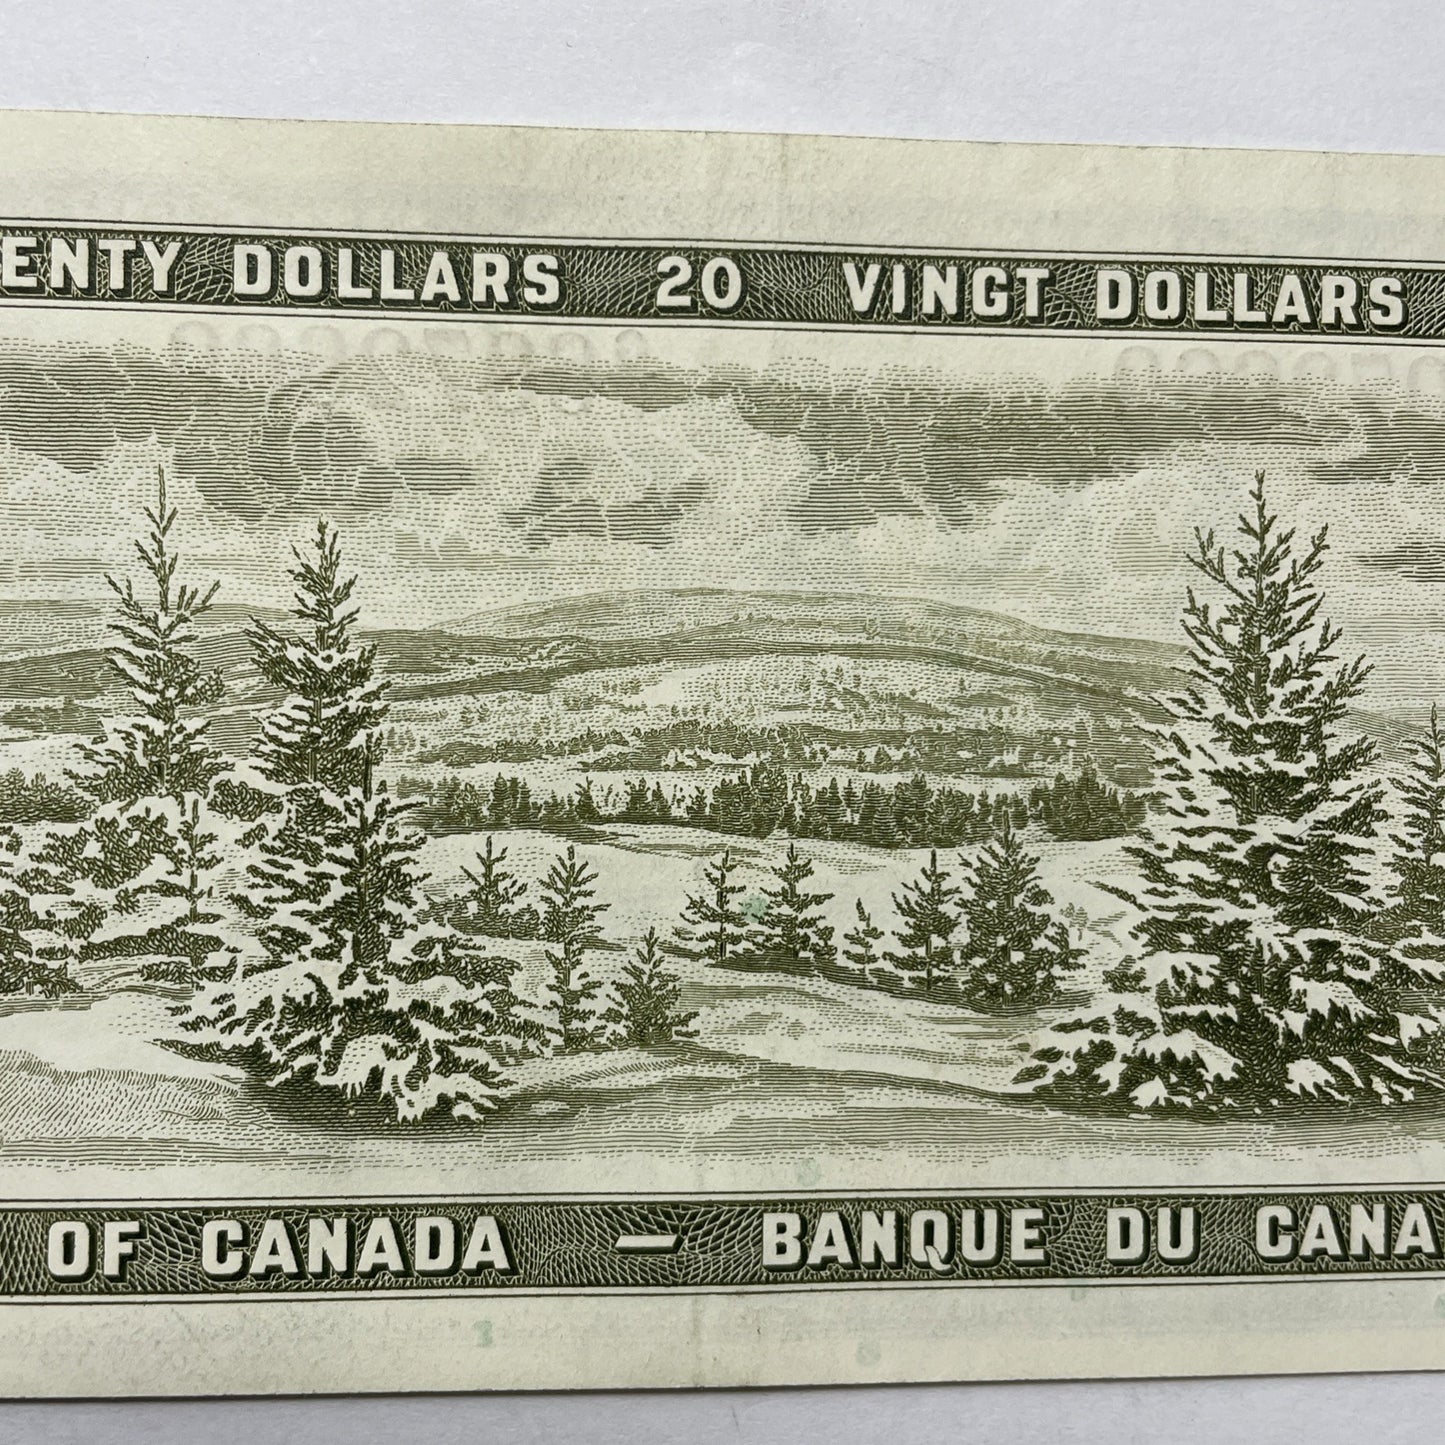 ENTY DOLLARS 20 VINGT DOLLARS
OF CANADA — BANQUE DU CANA